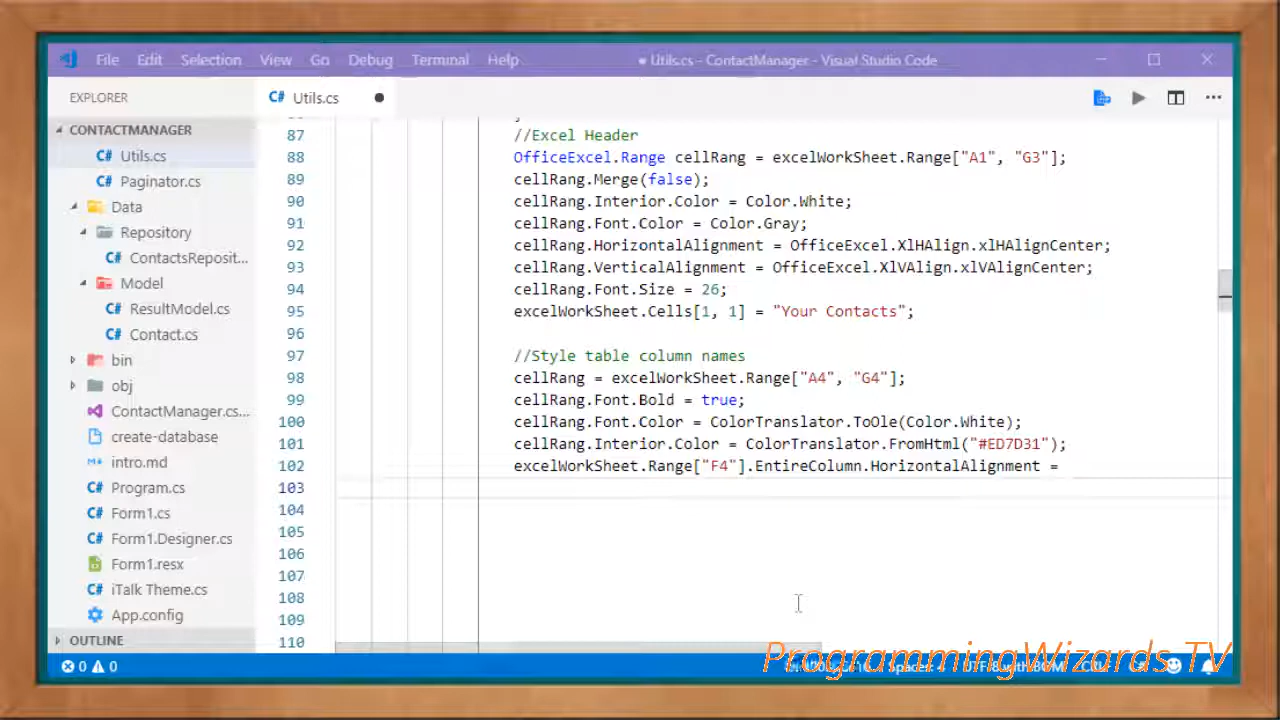 File Edit Selection View Go Debug Terminal Help ● Utils.cs - ContactManager - Visual Studio Code
EXPLORER
CONTACTMANAGER
Utils.cs
Paginator.cs
Data
Repository
ContactsReposit...
Model
ResultModel.cs
Contact.cs
bin
obj
ContactManager.cs...
create-database
intro.md
Program.cs
Form1.cs
Form1.Designer.cs
Form1.resx
iTalk Theme.cs
App.config
OUTLINE
Utils.cs ●
87 //Excel Header
88 OfficeExcel.Range cellRang = excelWorkSheet.Range["A1", "G3"];
89 cellRang.Merge(false);
90 cellRang.Interior.Color = Color.White;
91 cellRang.Font.Color = Color.Gray;
92 cellRang.HorizontalAlignment = OfficeExcel.XlHAlign.xlHAlignCenter;
93 cellRang.VerticalAlignment = OfficeExcel.XlVAlign.xlVAlignCenter;
94 cellRang.Font.Size = 26;
95 excelWorkSheet.Cells[1, 1] = "Your Contacts";
96
97 //Style table column names
98 cellRang = excelWorkSheet.Range["A4", "G4"];
99 cellRang.Font.Bold = true;
100 cellRang.Font.Color = ColorTranslator.ToOle(Color.White);
101 cellRang.Interior.Color = ColorTranslator.FromHtml("#ED7D31");
102 excelWorkSheet.Range["F4"].EntireColumn.HorizontalAlignment =
103
104
105
106
107
108
109
110
0 0
ProgrammingWizards TV